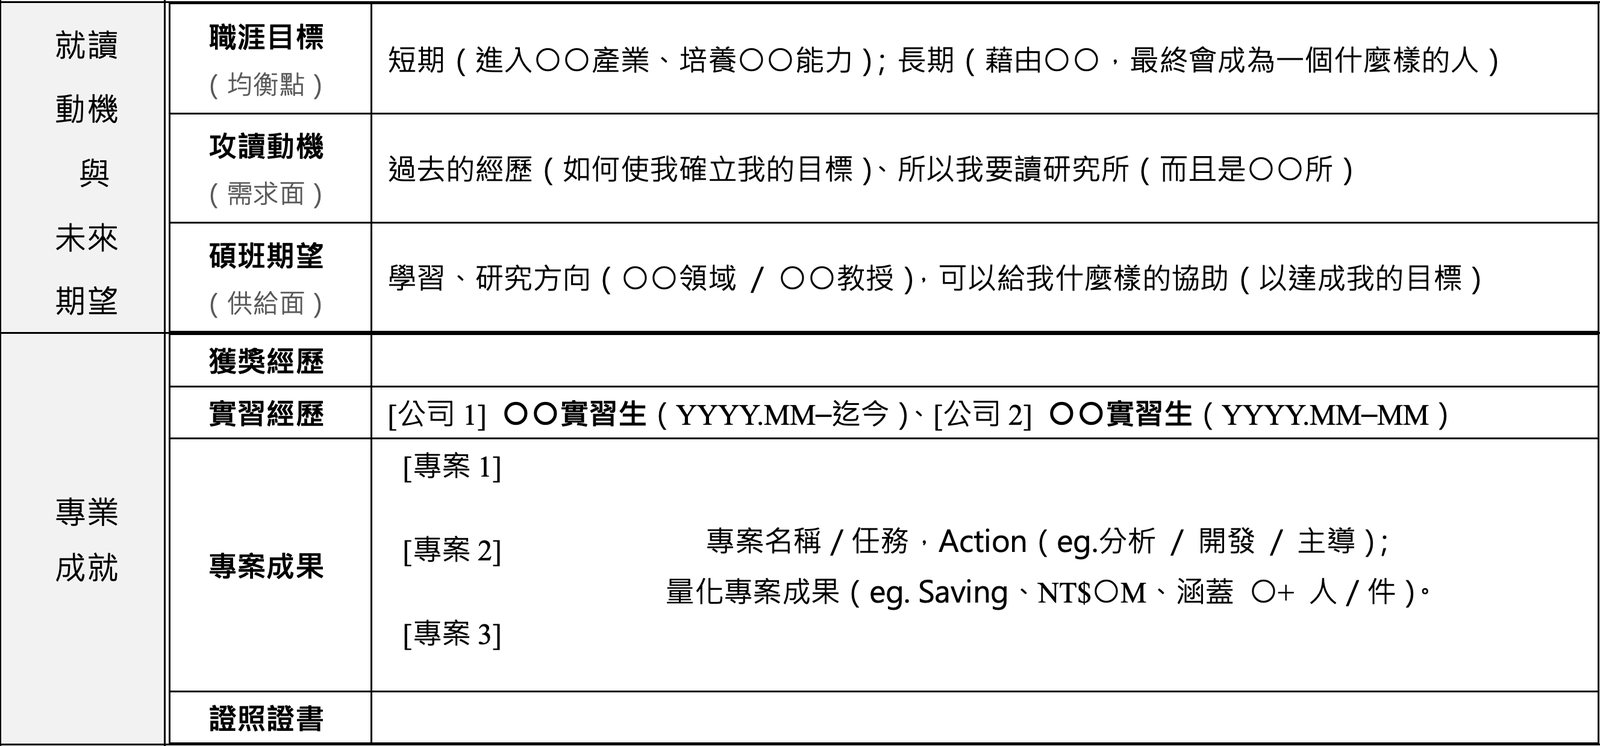 就讀
動機
與
未來
期望
職涯目標
（均衡點）
短期（進入〇〇產業、培養〇〇能力）；長期（藉由〇〇，最終會成為一個什麼樣的人）
攻讀動機
（需求面）
過去的經歷（如何使我確立我的目標）、所以我要讀研究所（而且是〇〇所）
碩班期望
（供給面）
學習、研究方向（〇〇領域 / 〇〇教授），可以給我什麼樣的協助（以達成我的目標）
專業
成就
獲獎經歷
實習經歷
[公司 1] 〇〇實習生（YYYY.MM–迄今）、[公司 2] 〇〇實習生（YYYY.MM–MM）
專案成果
[專案 1]
[專案 2]
[專案 3]
專案名稱 / 任務，Action（eg.分析 / 開發 / 主導）；
量化專案成果（eg. Saving、NT$〇M、涵蓋 〇+ 人 / 件）。
證照證書